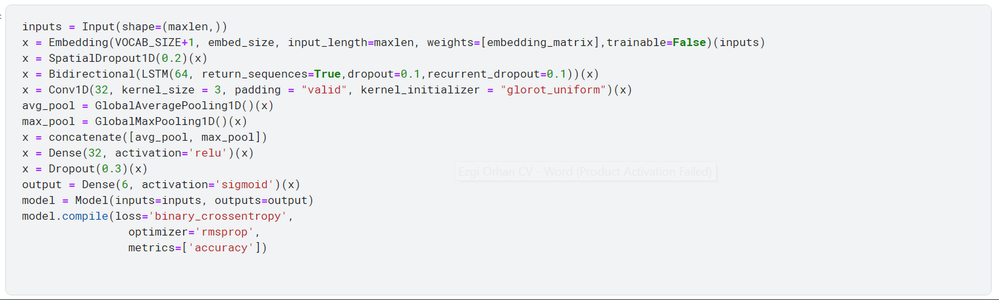 inputs = Input(shape=(maxlen,))
x = Embedding(VOCAB_SIZE+1, embed_size, input_length=maxlen, weights=[embedding_matrix],trainable=False)(inputs)
x = SpatialDropout1D(0.2)(x)
x = Bidirectional(LSTM(64, return_sequences=True,dropout=0.1,recurrent_dropout=0.1))(x)
x = Conv1D(32, kernel_size = 3, padding = "valid", kernel_initializer = "glorot_uniform")(x)
avg_pool = GlobalAveragePooling1D()(x)
max_pool = GlobalMaxPooling1D()(x)
x = concatenate([avg_pool, max_pool])
x = Dense(32, activation='relu')(x)
x = Dropout(0.3)(x)
Ezgi Orhan CV - Word (Product Activation Failed)
output = Dense(6, activation='sigmoid')(x)
model = Model(inputs=inputs, outputs=output)
model.compile(loss='binary_crossentropy',
optimizer='rmsprop',
metrics=['accuracy'])